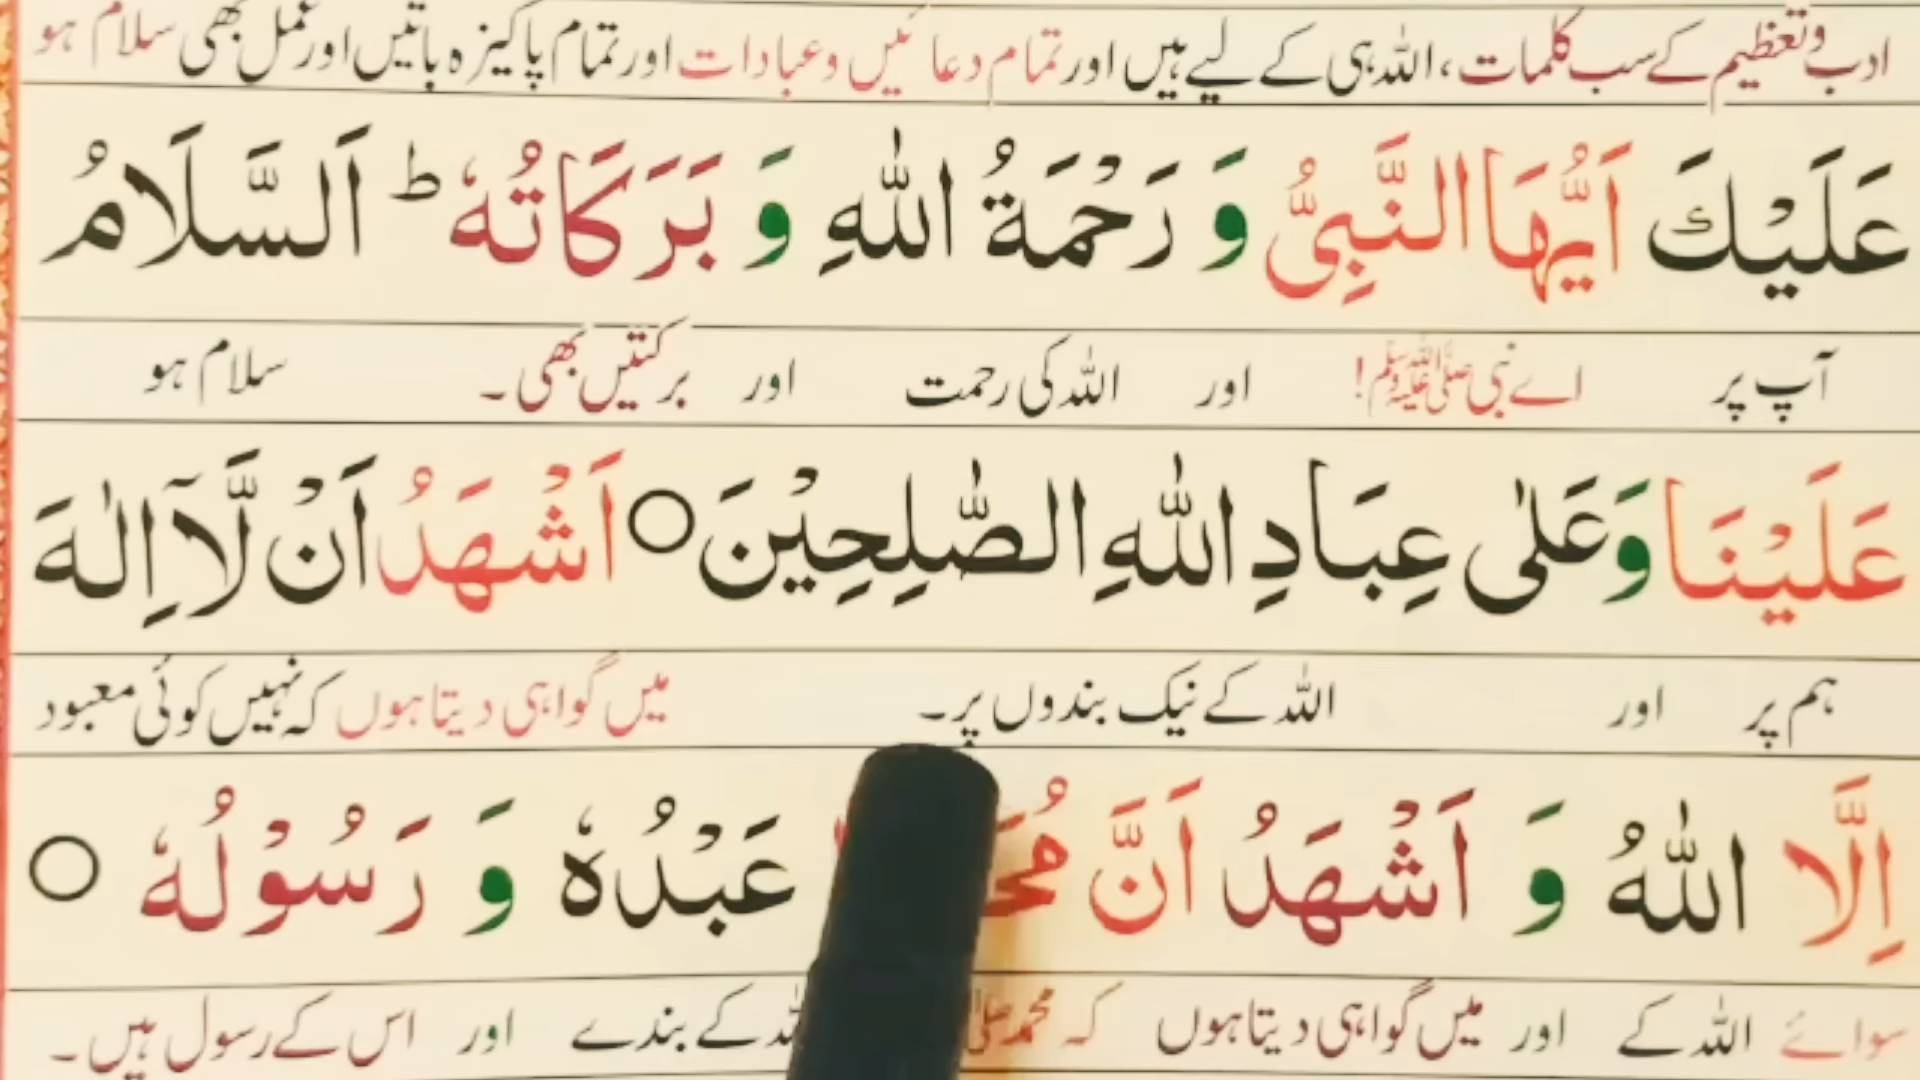 ادب وتعظیم کے سب کلمات، اللہ ہی کے لیے ہیں اور تمام دعائیں وعبادات اور تمام پاکیزہ باتیں اور عمل بھی سلام ہو
عَلَيْكَ اَيُّهَا النَّبِىُّ وَ رَحْمَةُ اللّٰهِ وَ بَرَكَاتُهٗ ؕ اَلسَّلَامُ
آپ پر اے نبی ﷺ! اور اللہ کی رحمت اور برکتیں بھی۔ سلام ہو
عَلَيْنَا وَ عَلٰى عِبَادِ اللّٰهِ الصّٰلِحِيْنَ ○ اَشْهَدُ اَنْ لَّآ اِلٰهَ
ہم پر اور اللہ کے نیک بندوں پر۔ میں گواہی دیتا ہوں کہ نہیں کوئی معبود
اِلَّا اللّٰهُ وَ اَشْهَدُ اَنَّ عَبْدُهٗ وَ رَسُوْلُهٗ ○
سوائے اللہ کے اور میں گواہی دیتا ہوں کہ محمد کے بندے اور اس کے رسول ہیں۔